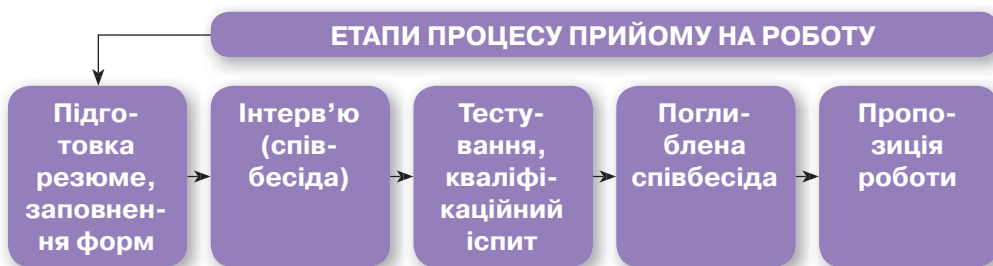 ЕТАПИ ПРОЦЕСУ ПРИЙОМУ НА РОБОТУ
Підго-
товка
резюме,
заповнен-
ня форм
Інтерв’ю
(спів-
бесіда)
Тесту-
вання,
кваліфі-
каційний
іспит
Погли-
блена
співбесіда
Пропо-
зиція
роботи